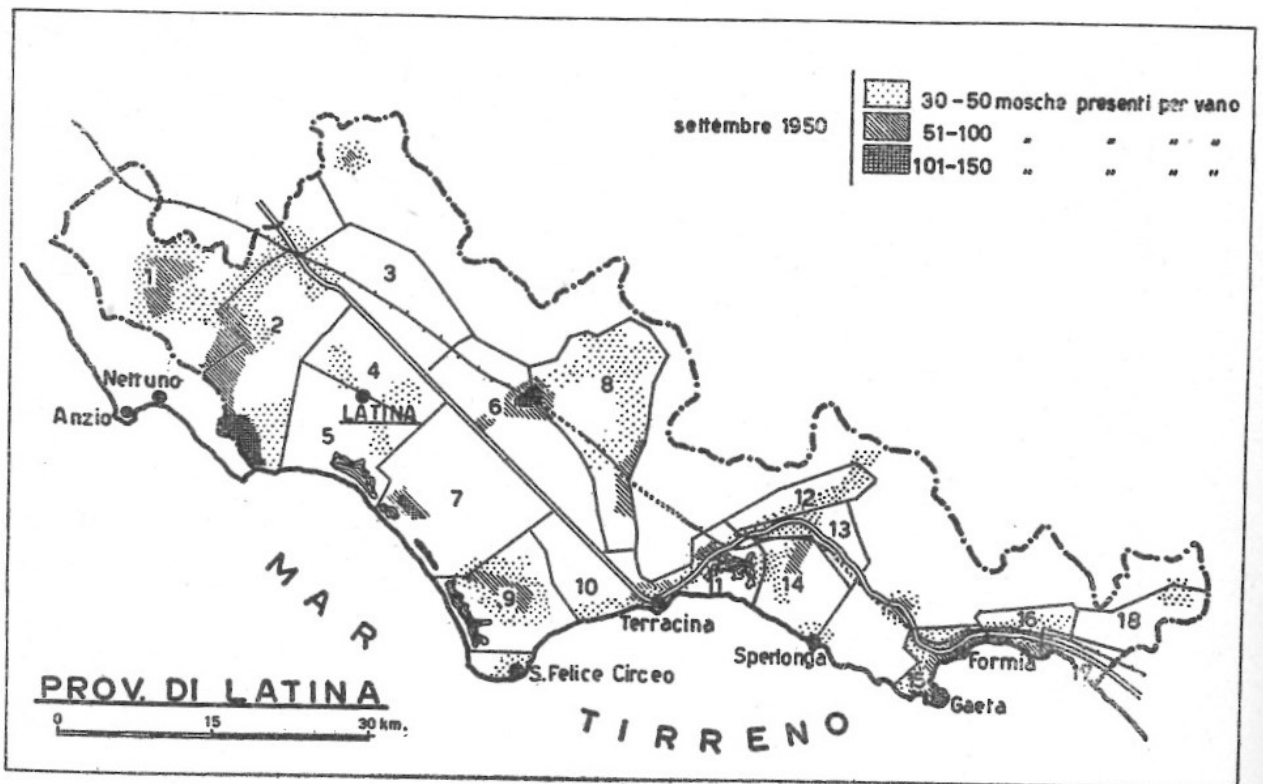 settembre 1950
30-50 mosche presenti per vano
51-100 " " " "
101-150 " " " "
1
2
3
4
LATINA
5
6
7
8
9
10
11
12
13
14
15
16
17
18
Nettuno
Anzio
Terracina
Sperlonga
Formia
Gaeta
S. Felice Circeo
MAR
TIRRENO
PROV. DI LATINA
0 15 30 km.